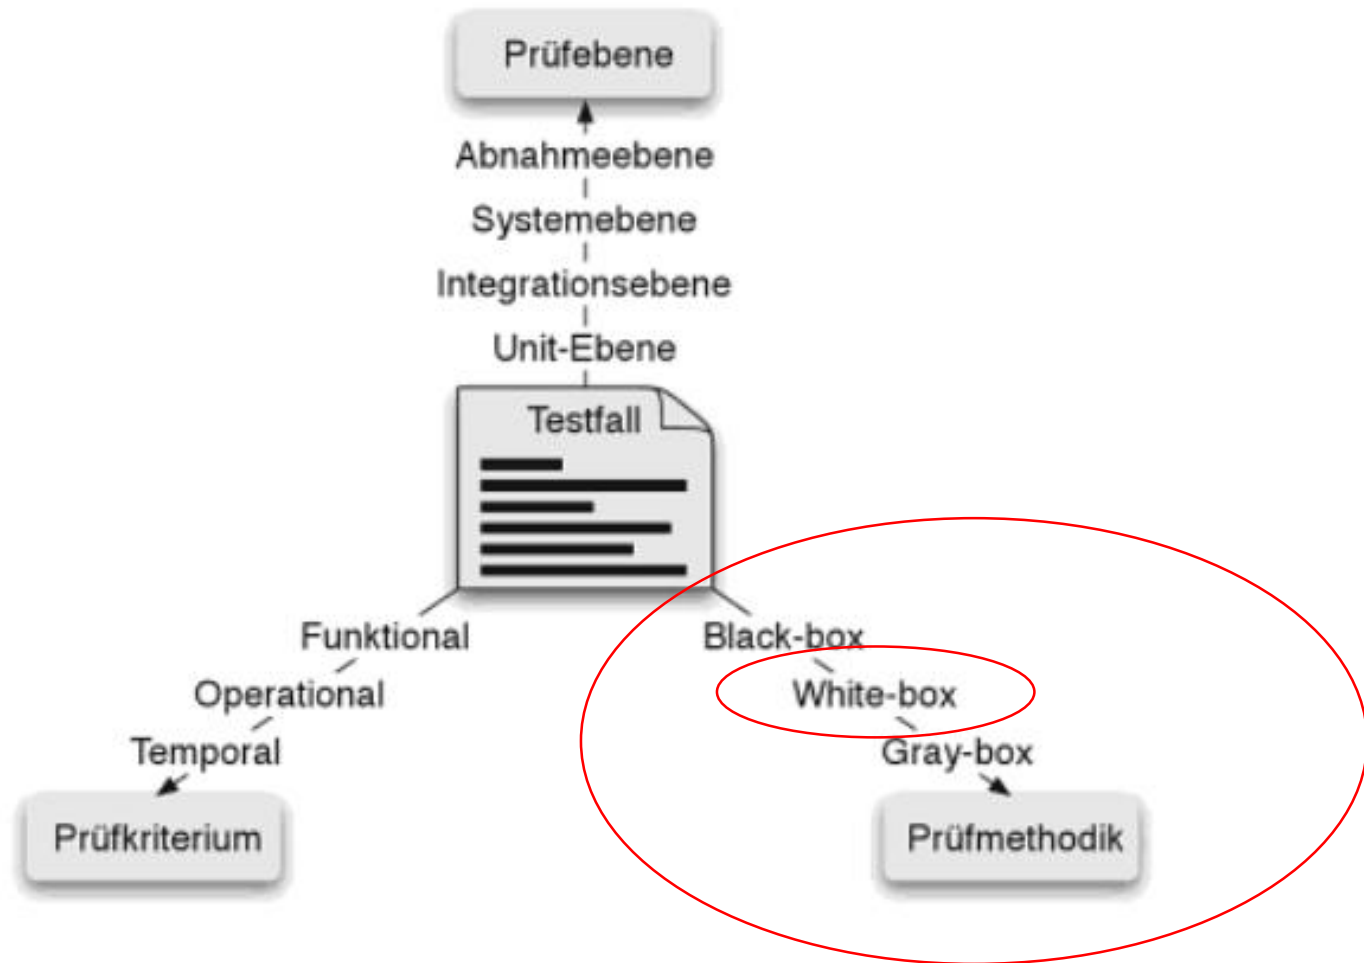 Prüfebene
Abnahmeebene
Systemebene
Integrationsebene
Unit-Ebene
Testfall
Funktional
Operational
Temporal
Prüfkriterium
Black-box
White-box
Gray-box
Prüfmethodik